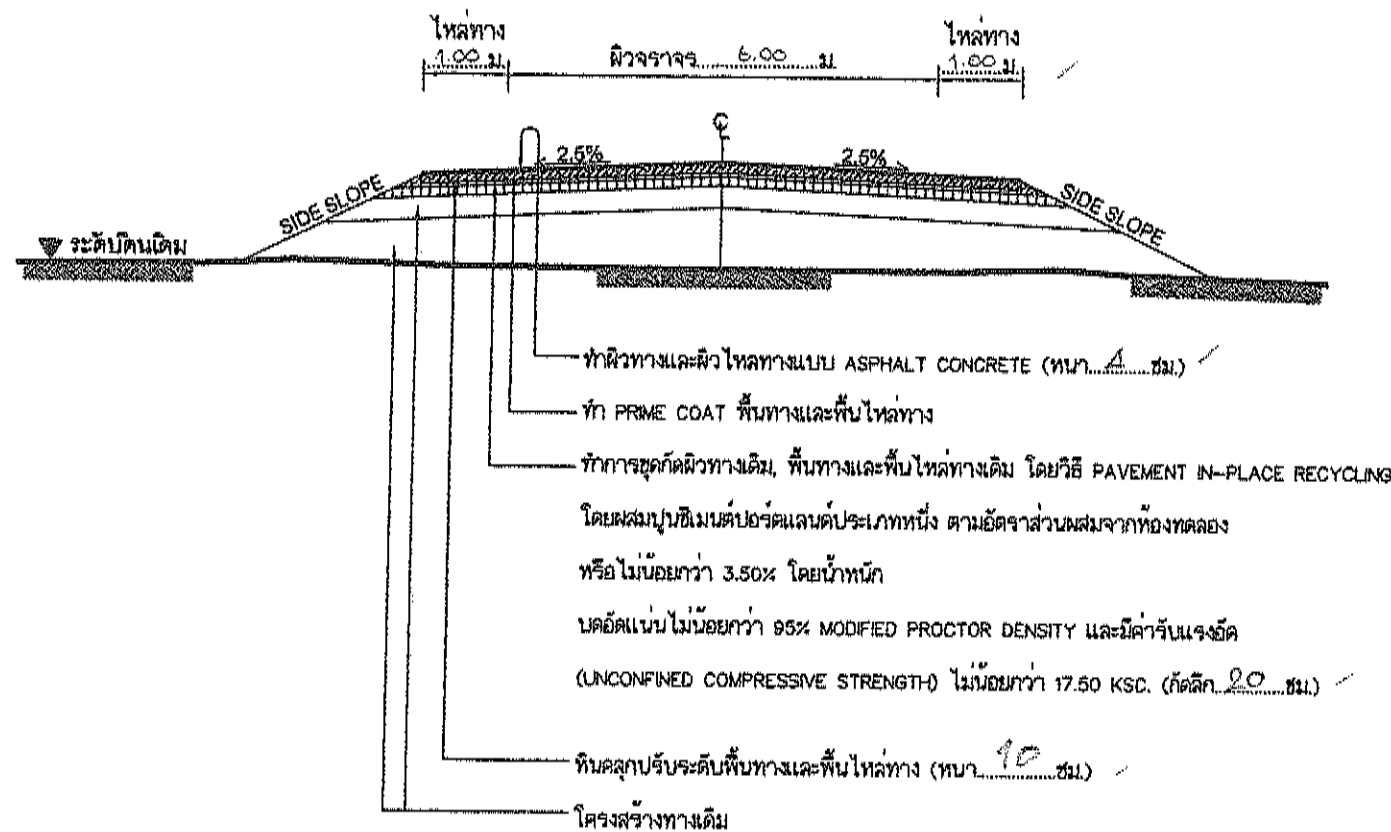 ไหล่ทาง
1.00 ม.
ผิวจราจร 6.00 ม.
ไหล่ทาง
1.00 ม.
℄
2.5%
2.5%
SIDE SLOPE
SIDE SLOPE
ระดับดินเดิม
ทำผิวทางและผิวไหล่ทางแบบ ASPHALT CONCRETE (หนา 4 ซม.)
ทำ PRIME COAT พื้นทางและพื้นไหล่ทาง
ทำการขุดกัดผิวทางเดิม, พื้นทางและพื้นไหล่ทางเดิม โดยวิธี PAVEMENT IN-PLACE RECYCLING
โดยผสมปูนซิเมนต์ปอร์ตแลนด์ประเภทหนึ่ง ตามอัตราส่วนผสมจากห้องทดลอง
หรือไม่น้อยกว่า 3.50% โดยน้ำหนัก
บดอัดแน่นไม่น้อยกว่า 95% MODIFIED PROCTOR DENSITY และมีค่ารับแรงอัด
(UNCONFINED COMPRESSIVE STRENGTH) ไม่น้อยกว่า 17.50 KSC. (กัดลึก 20 ซม.)
หินคลุกปรับระดับพื้นทางและพื้นไหล่ทาง (หนา 10 ซม.)
โครงสร้างทางเดิม